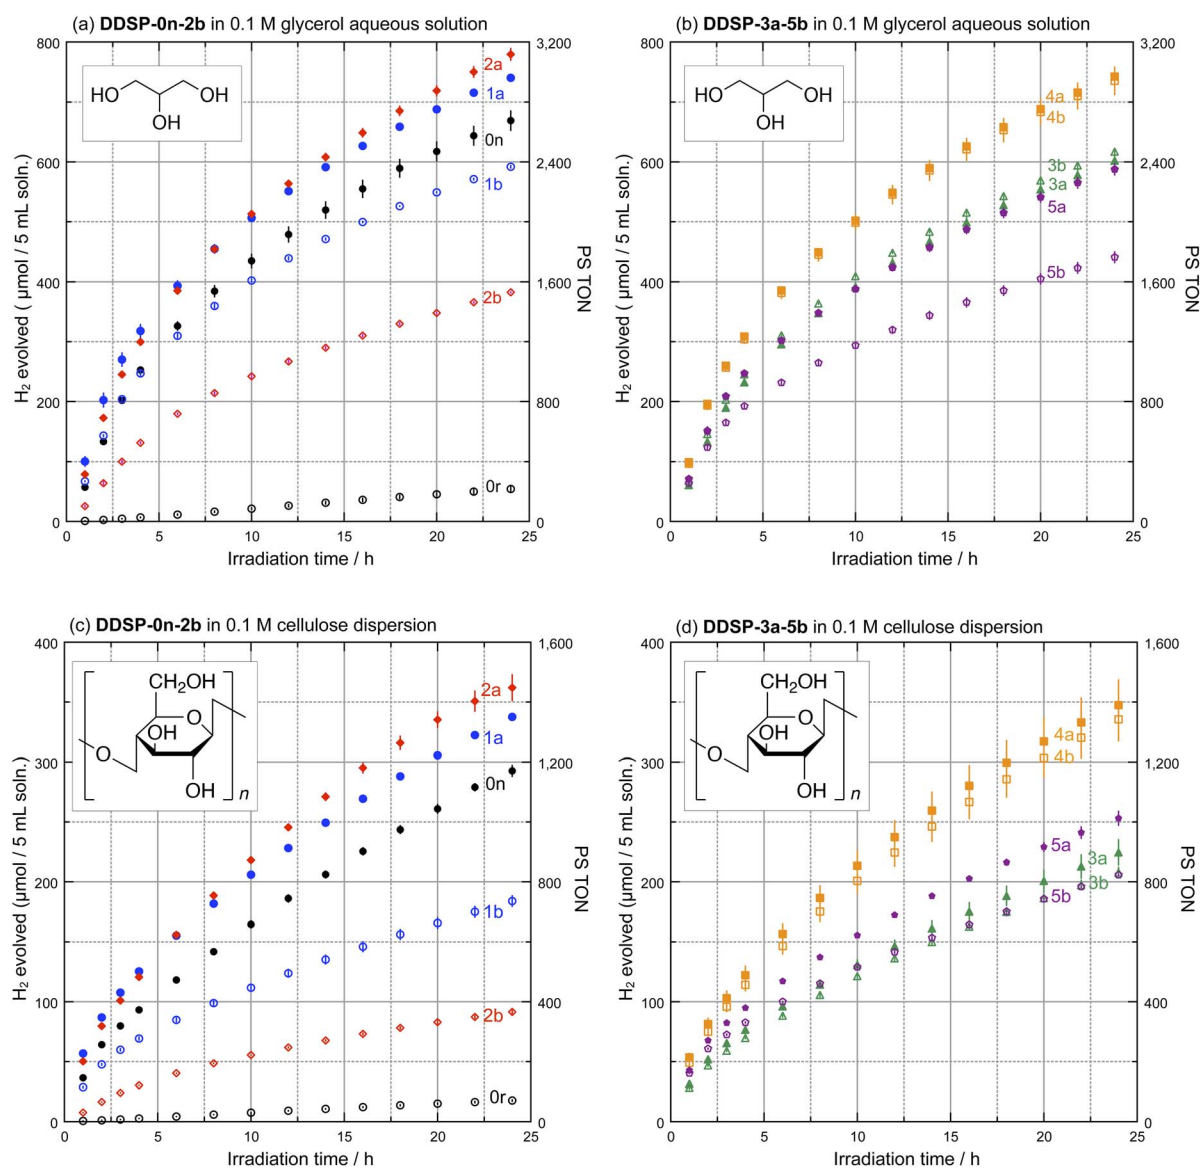 (a) DDSP-0n-2b in 0.1 M glycerol aqueous solution
800
600
400
200
0
H₂ evolved ( µmol / 5 mL soln.)
3,200
2,400
1,600
800
0
PS TON
0 5 10 15 20 25
Irradiation time / h
HO
OH
OH
2a
1a
0n
1b
2b
0r
(b) DDSP-3a-5b in 0.1 M glycerol aqueous solution
800
600
400
200
0
H₂ evolved ( µmol / 5 mL soln.)
3,200
2,400
1,600
800
0
PS TON
0 5 10 15 20 25
Irradiation time / h
HO
OH
OH
4a
4b
3b
3a
5a
5b
(c) DDSP-0n-2b in 0.1 M cellulose dispersion
400
300
200
100
0
H₂ evolved (µmol / 5 mL soln.)
1,600
1,200
800
400
0
PS TON
0 5 10 15 20 25
Irradiation time / h
CH₂OH
O
OH
O
OH
n
2a
1a
0n
1b
2b
0r
(d) DDSP-3a-5b in 0.1 M cellulose dispersion
400
300
200
100
0
H₂ evolved (µmol / 5 mL soln.)
1,600
1,200
800
400
0
PS TON
0 5 10 15 20 25
Irradiation time / h
CH₂OH
O
OH
O
OH
n
4a
4b
5a
3a
3b
5b